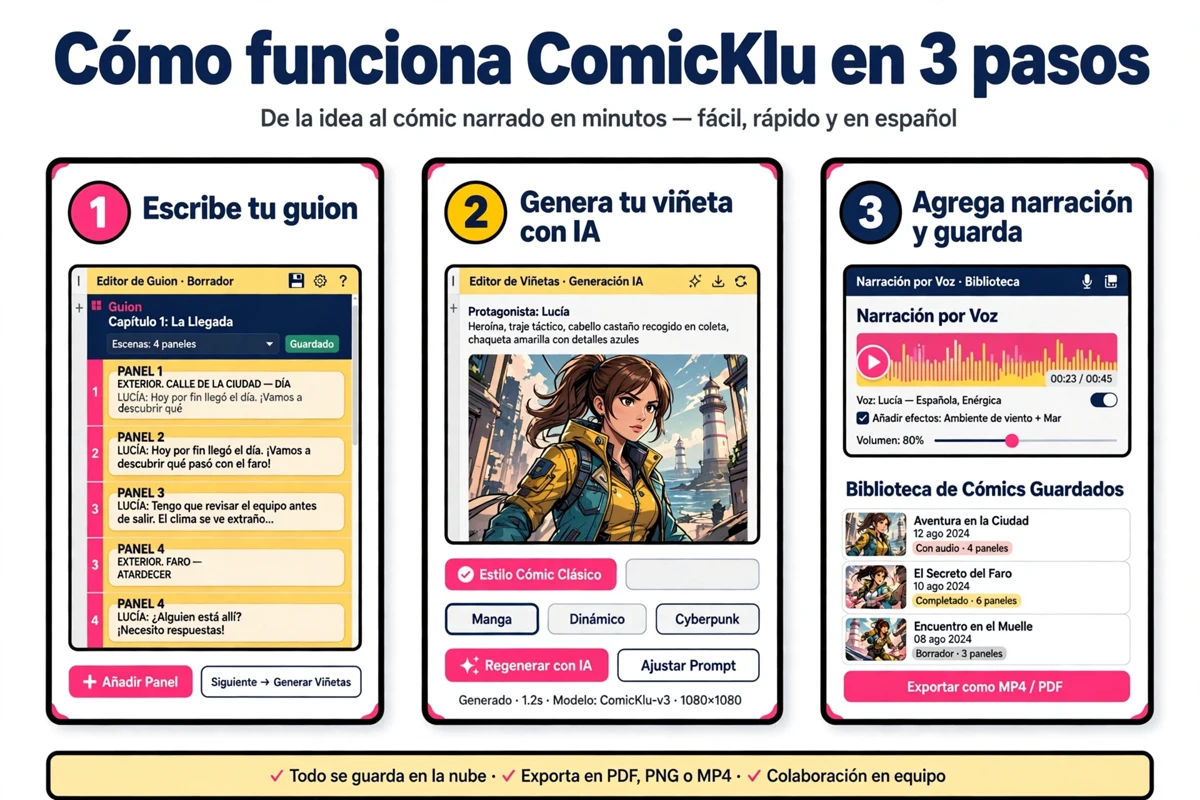 Cómo funciona ComicKlu en 3 pasos
De la idea al cómic narrado en minutos — fácil, rápido y en español
1
Escribe tu guion
Editor de Guion · Borrador
?
+
Guion
Capítulo 1: La Llegada
Escenas: 4 paneles
Guardado
1
PANEL 1
EXTERIOR. CALLE DE LA CIUDAD — DÍA
LUCÍA: Hoy por fin llegó el día. ¡Vamos a
descubrir qué
2
PANEL 2
LUCÍA: Hoy por fin llegó el día. ¡Vamos a
descubrir qué pasó con el faro!
3
PANEL 3
LUCÍA: Tengo que revisar el equipo antes
de salir. El clima se ve extraño...
3
PANEL 4
EXTERIOR. FARO —
ATARDECER
4
PANEL 4
LUCÍA: ¿Alguien está allí?
¡Necesito respuestas!
+ Añadir Panel
Siguiente → Generar Viñetas
2
Genera tu viñeta
con IA
Editor de Viñetas · Generación IA
+
Protagonista: Lucía
Heroína, traje táctico, cabello castaño recogido en coleta,
chaqueta amarilla con detalles azules
Estilo Cómic Clásico
Manga
Dinámico
Cyberpunk
Regenerar con IA
Ajustar Prompt
Generado · 1.2s · Modelo: ComicKlu-v3 · 1080×1080
3
Agrega narración
y guarda
Narración por Voz · Biblioteca
Narración por Voz
00:23 / 00:45
Voz: Lucía — Española, Enérgica
Añadir efectos: Ambiente de viento + Mar
Volumen: 80%
Biblioteca de Cómics Guardados
Aventura en la Ciudad
12 ago 2024
Con audio · 4 paneles
El Secreto del Faro
10 ago 2024
Completado · 6 paneles
Encuentro en el Muelle
08 ago 2024
Borrador · 3 paneles
Exportar como MP4 / PDF
✓ Todo se guarda en la nube · ✓ Exporta en PDF, PNG o MP4 · ✓ Colaboración en equipo